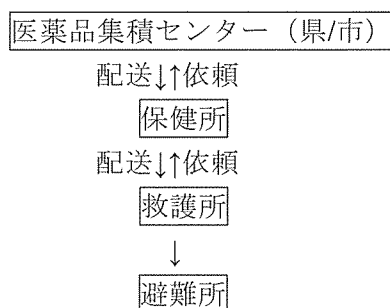 医薬品集積センター（県/市）
配送↓↑依頼
保健所
配送↓↑依頼
救護所
↓
避難所